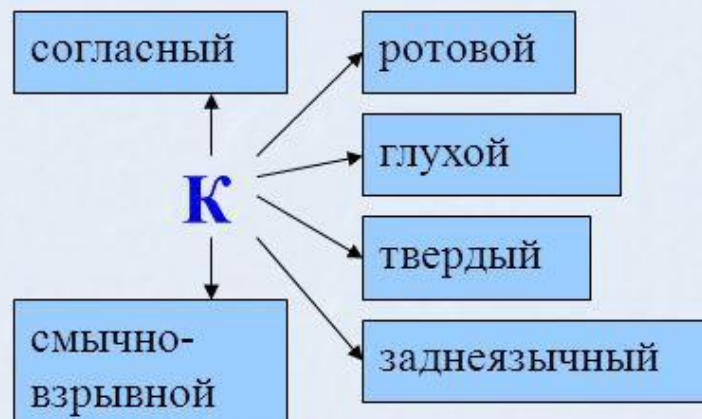 согласный
ротовой
глухой
К
твердый
смычно-
взрывной
заднеязычный